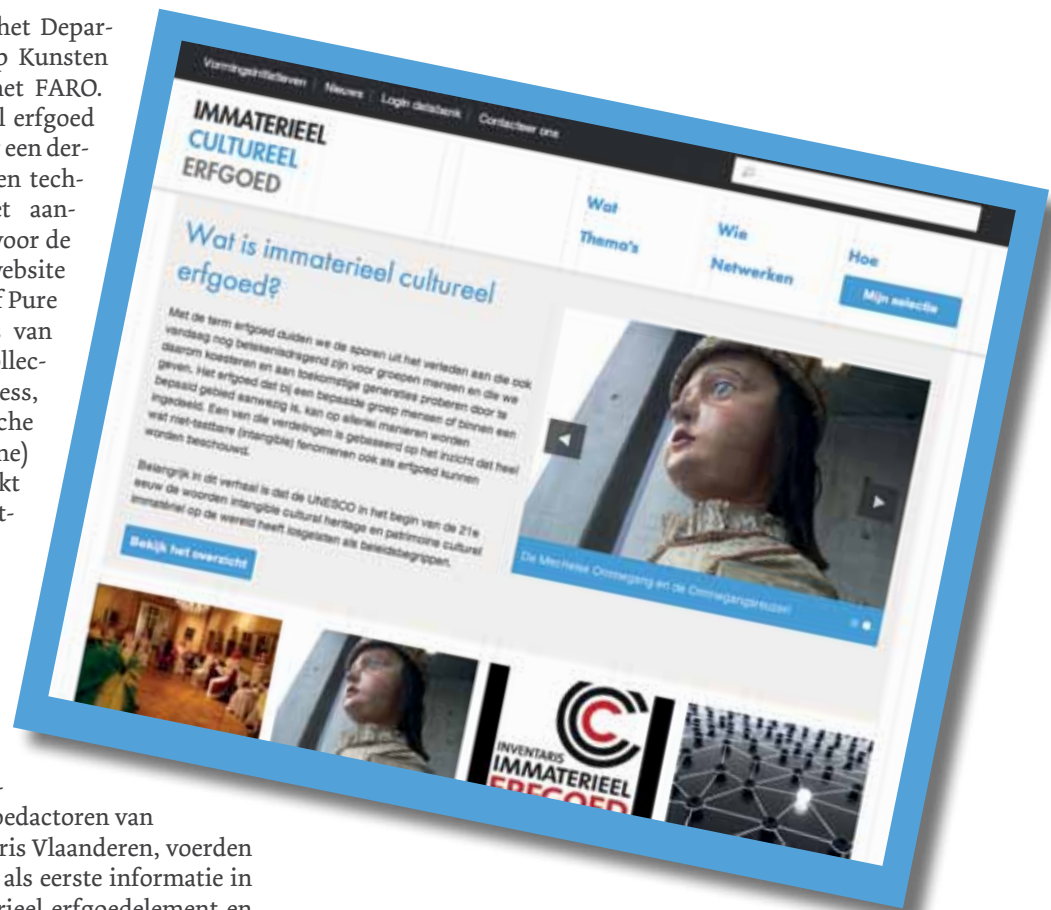 het Depar-
p Kunsten
net FARO.
l erfgoed
een der-
en tech-
et aan-
voor de
website
f Pure
van
ollec-
ess,
che
ne)
kt
t-
-
oedactoren van
ris Vlaanderen, voerden
als eerste informatie in
rieel erfgoedelement en
Vormingsinitiatieven
Nieuws
Login databank
Contacteer ons
IMMATERIEEL
CULTUREEL
ERFGOED
Wat
Wie
Hoe
Thema's
Netwerken
Mijn selectie
Wat is immaterieel cultureel
erfgoed?
Met de term erfgoed duiden we de sporen uit het verleden aan die ook
vandaag nog betekenisdragend zijn voor groepen mensen en die we
daarom koesteren en aan toekomstige generaties proberen door te
geven. Het erfgoed dat bij een bepaalde groep mensen of binnen een
bepaald gebied aanwezig is, kan op allerlei manieren worden
ingedeeld. Een van die verdelingen is gebaseerd op het inzicht dat heel
wat niet-tastbare (intangible) fenomenen ook als erfgoed kunnen
worden beschouwd.
Belangrijk in dit verhaal is dat de UNESCO in het begin van de 21e
eeuw de woorden intangible cultural heritage en patrimoine culturel
immatériel op de wereld heeft losgelaten als beleidsbegrippen.
Bekijk het overzicht
De Mechelse Ommegang en de Ommegangsreuzen
INVENTARIS
IMMATERIEEL
ERFGOED